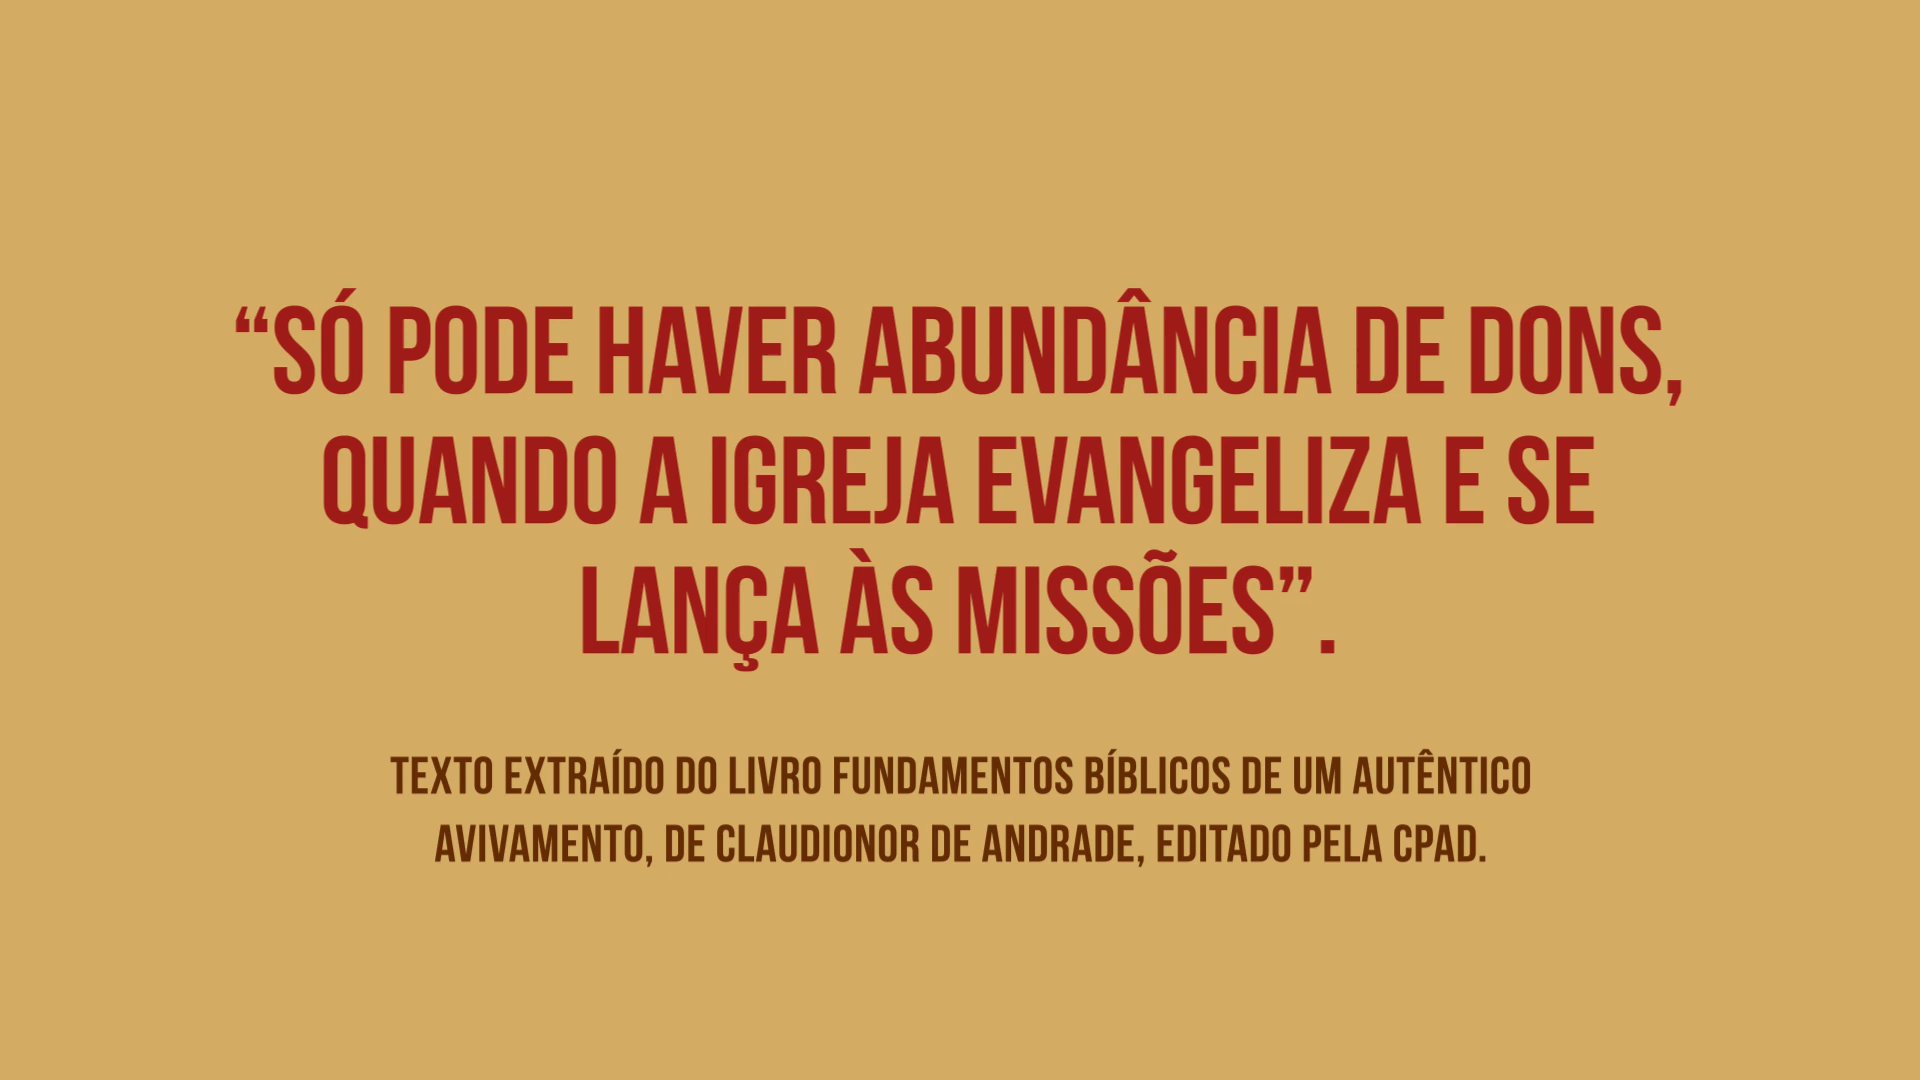 “SÓ PODE HAVER ABUNDÂNCIA DE DONS,
QUANDO A IGREJA EVANGELIZA E SE
LANÇA ÀS MISSÕES”.
TEXTO EXTRAÍDO DO LIVRO FUNDAMENTOS BÍBLICOS DE UM AUTÊNTICO
AVIVAMENTO, DE CLAUDIONOR DE ANDRADE, EDITADO PELA CPAD.